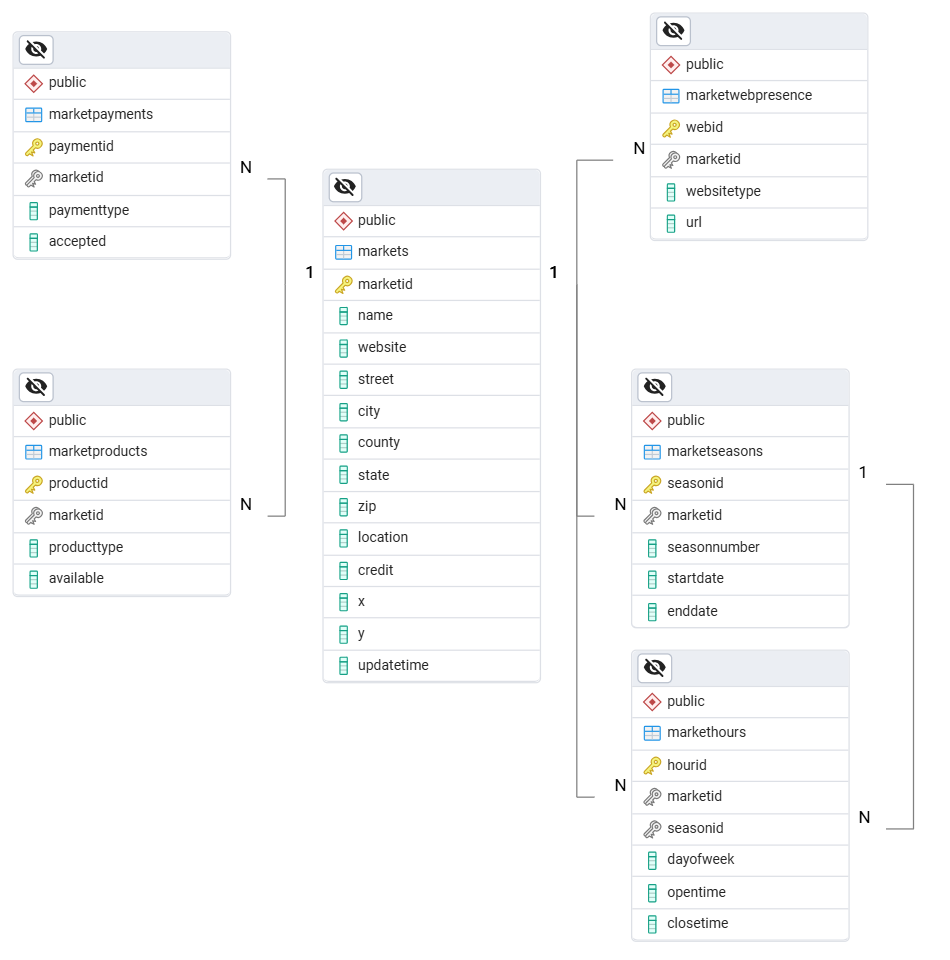 public
marketpayments
paymentid
marketid
paymenttype
accepted
N
public
marketproducts
productid
marketid
producttype
available
N
1
public
markets
marketid
name
website
street
city
county
state
zip
location
credit
x
y
updatetime
1
N
public
marketwebpresence
webid
marketid
websitetype
url
N
public
marketseasons
seasonid
marketid
seasonnumber
startdate
enddate
1
N
public
markethours
hourid
marketid
seasonid
dayofweek
opentime
closetime
N